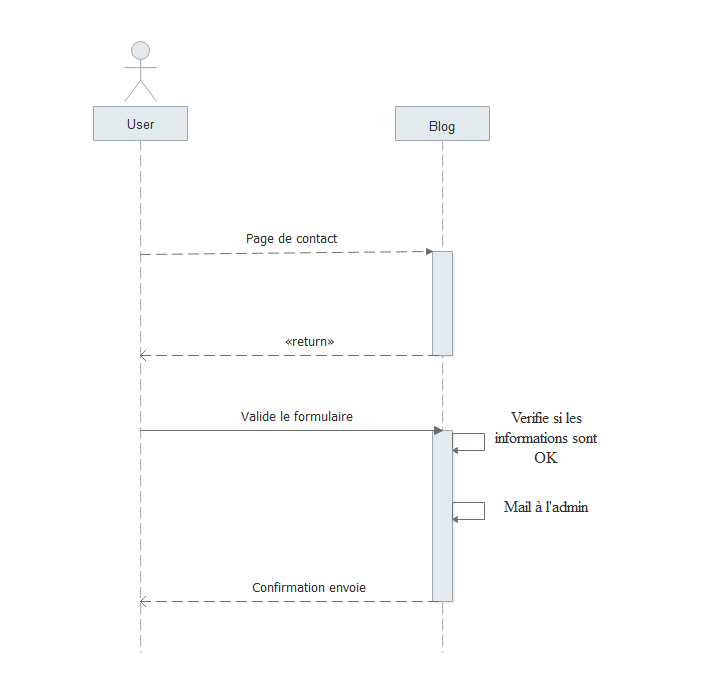 User
Blog
Page de contact
«return»
Valide le formulaire
Verifie si les
informations sont
OK
Mail à l'admin
Confirmation envoie